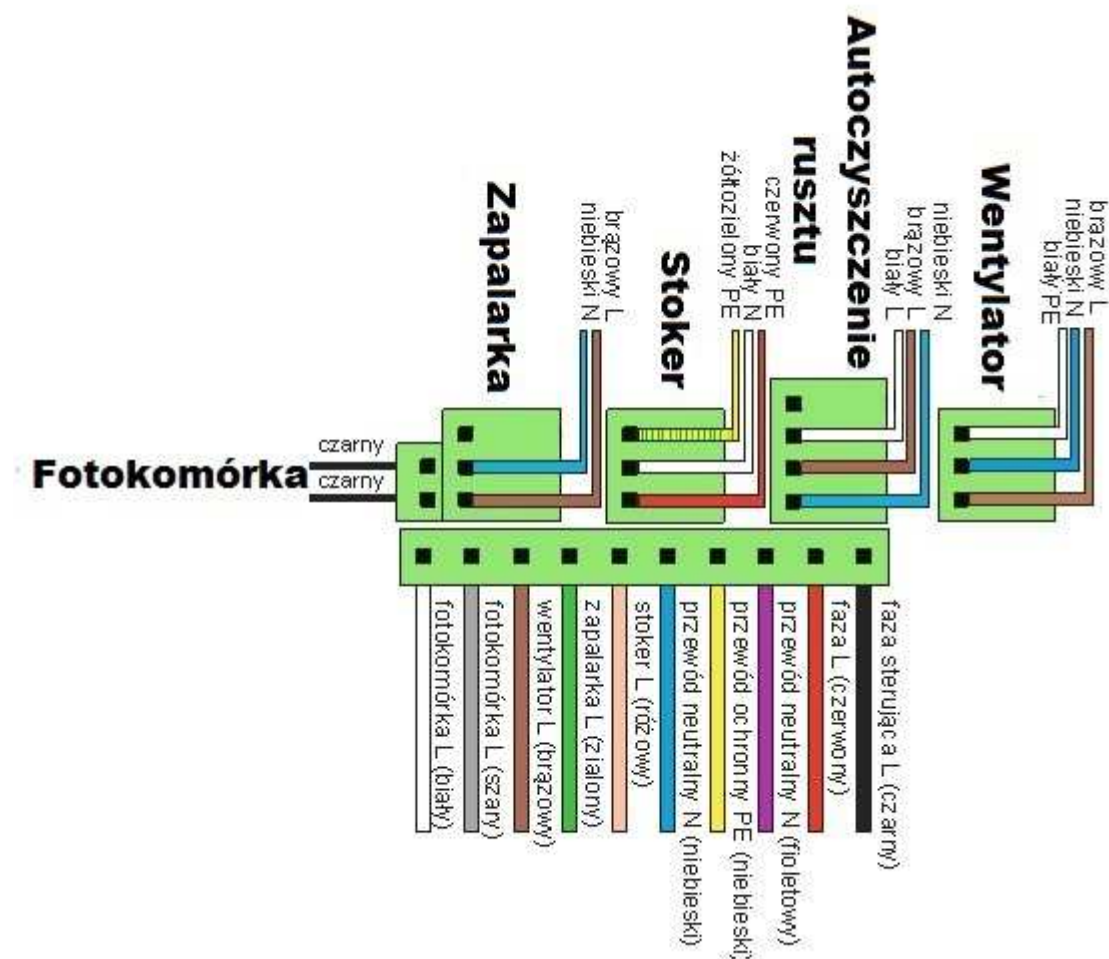 Zapalarka
brązowy L
niebieski N
Stoker
czerwony PE
biały N
żółtozielony PE
Autoczyszczenie
rusztu
niebieski N
brązowy L
biały L
Wentylator
brazowy L
niebieski N
biały PE
Fotokomórka
czarny
czarny
fotokomórka L (biały)
fotokomórka L (szary)
wentylator L (brązowy)
zapalarka L (zialony)
stoker L (różowy)
przewód neutralny N (niebieski)
przewód ochronny PE (niebieski)
przewód neutralny N (fioletowy)
faza L (czerwony)
faza sterująca L (czarny)